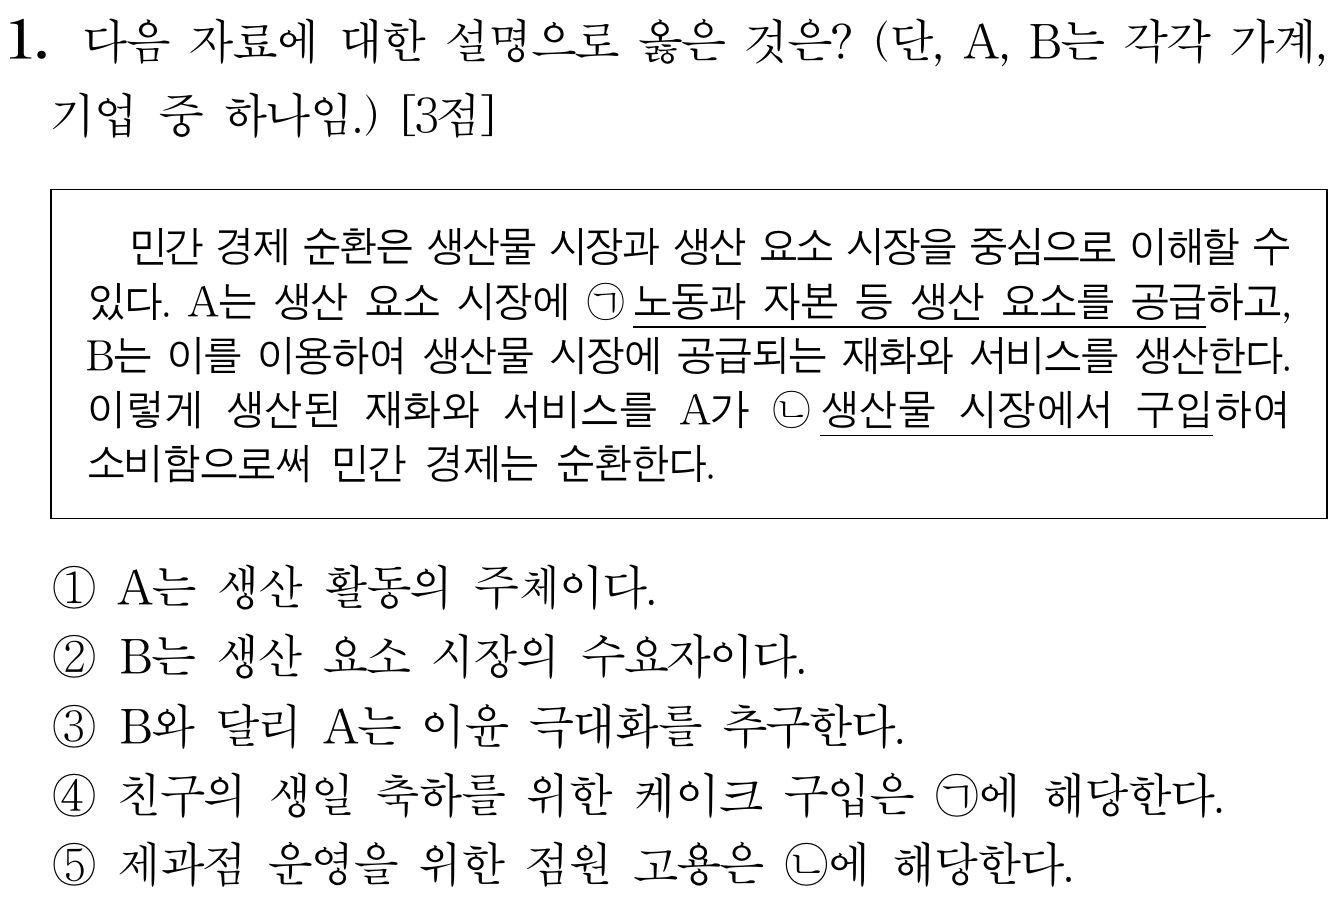 1. 다음 자료에 대한 설명으로 옳은 것은? (단, A, B는 각각 가계,
기업 중 하나임.) [3점]
민간 경제 순환은 생산물 시장과 생산 요소 시장을 중심으로 이해할 수
있다. A는 생산 요소 시장에 ㉠노동과 자본 등 생산 요소를 공급하고,
B는 이를 이용하여 생산물 시장에 공급되는 재화와 서비스를 생산한다.
이렇게 생산된 재화와 서비스를 A가 ㉡생산물 시장에서 구입하여
소비함으로써 민간 경제는 순환한다.
① A는 생산 활동의 주체이다.
② B는 생산 요소 시장의 수요자이다.
③ B와 달리 A는 이윤 극대화를 추구한다.
④ 친구의 생일 축하를 위한 케이크 구입은 ㉠에 해당한다.
⑤ 제과점 운영을 위한 점원 고용은 ㉡에 해당한다.